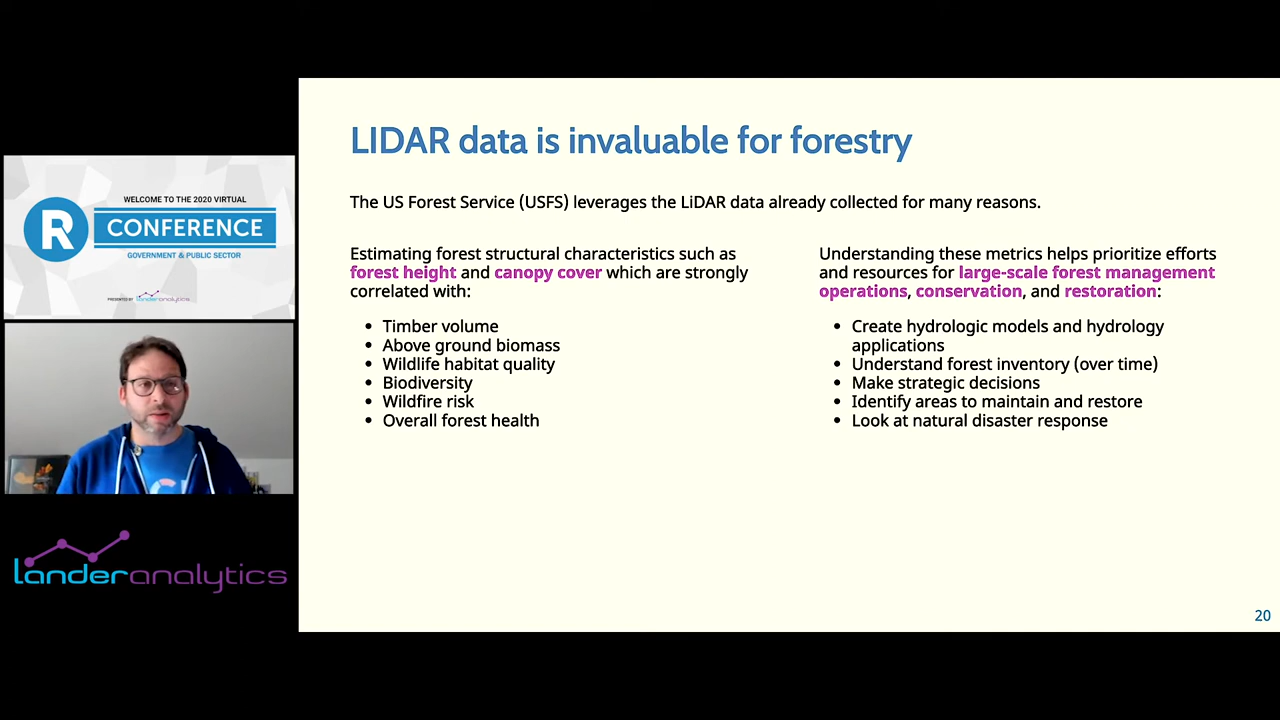 WELCOME TO THE 2020 VIRTUAL
R
CONFERENCE
GOVERNMENT & PUBLIC SECTOR
PRESENTED BY landeranalytics
landeranalytics
LIDAR data is invaluable for forestry
The US Forest Service (USFS) leverages the LiDAR data already collected for many reasons.
Estimating forest structural characteristics such as
forest height and canopy cover which are strongly
correlated with:
• Timber volume
• Above ground biomass
• Wildlife habitat quality
• Biodiversity
• Wildfire risk
• Overall forest health
Understanding these metrics helps prioritize efforts
and resources for large-scale forest management
operations, conservation, and restoration:
• Create hydrologic models and hydrology
applications
• Understand forest inventory (over time)
• Make strategic decisions
• Identify areas to maintain and restore
• Look at natural disaster response
20